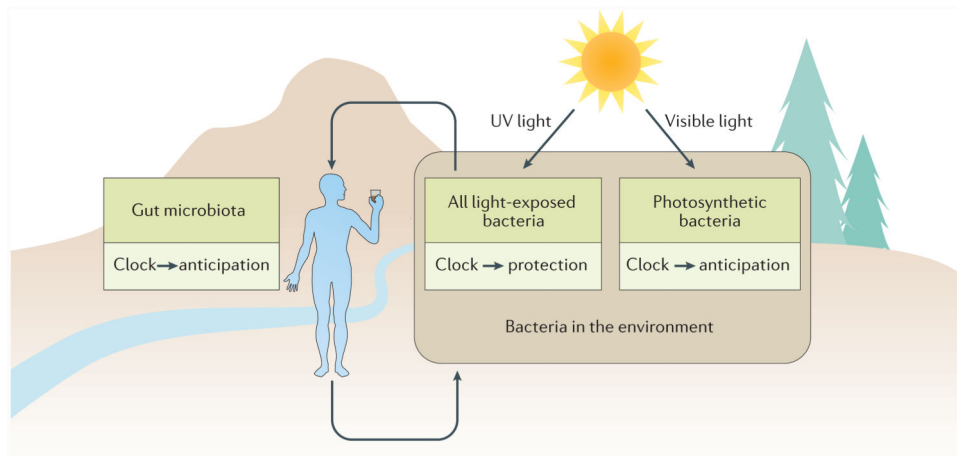 UV light
Visible light
Gut microbiota
Clock→anticipation
All light-exposed
bacteria
Clock → protection
Photosynthetic
bacteria
Clock → anticipation
Bacteria in the environment